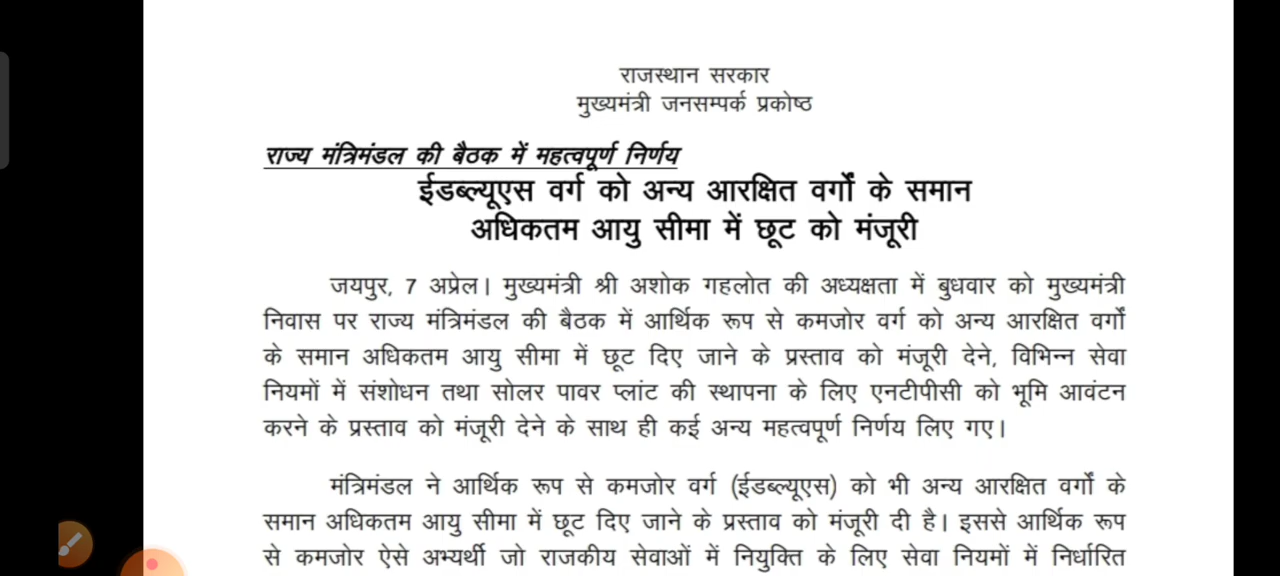 राजस्थान सरकार
मुख्यमंत्री जनसम्पर्क प्रकोष्ठ
राज्य मंत्रिमंडल की बैठक में महत्वपूर्ण निर्णय
ईडब्ल्यूएस वर्ग को अन्य आरक्षित वर्गों के समान
अधिकतम आयु सीमा में छूट को मंजूरी
जयपुर, 7 अप्रेल। मुख्यमंत्री श्री अशोक गहलोत की अध्यक्षता में बुधवार को मुख्यमंत्री
निवास पर राज्य मंत्रिमंडल की बैठक में आर्थिक रूप से कमजोर वर्ग को अन्य आरक्षित वर्गों
के समान अधिकतम आयु सीमा में छूट दिए जाने के प्रस्ताव को मंजूरी देने, विभिन्न सेवा
नियमों में संशोधन तथा सोलर पावर प्लांट की स्थापना के लिए एनटीपीसी को भूमि आवंटन
करने के प्रस्ताव को मंजूरी देने के साथ ही कई अन्य महत्वपूर्ण निर्णय लिए गए।
मंत्रिमंडल ने आर्थिक रूप से कमजोर वर्ग (ईडब्ल्यूएस) को भी अन्य आरक्षित वर्गों के
समान अधिकतम आयु सीमा में छूट दिए जाने के प्रस्ताव को मंजूरी दी है। इससे आर्थिक रूप
से कमजोर ऐसे अभ्यर्थी जो राजकीय सेवाओं में नियुक्ति के लिए सेवा नियमों में निर्धारित